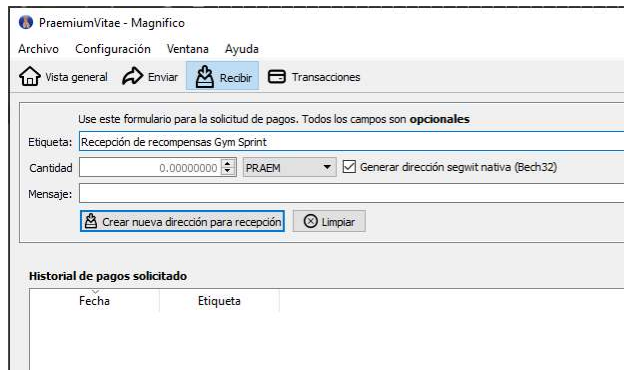 PraemiumVitae - Magnifico
Archivo Configuración Ventana Ayuda
Vista general Enviar Recibir Transacciones
Use este formulario para la solicitud de pagos. Todos los campos son opcionales
Etiqueta: Recepción de recompensas Gym Sprint
Cantidad 0.00000000 PRAEM Generar dirección segwit nativa (Bech32)
Mensaje:
Crear nueva dirección para recepción Limpiar
Historial de pagos solicitado
Fecha Etiqueta